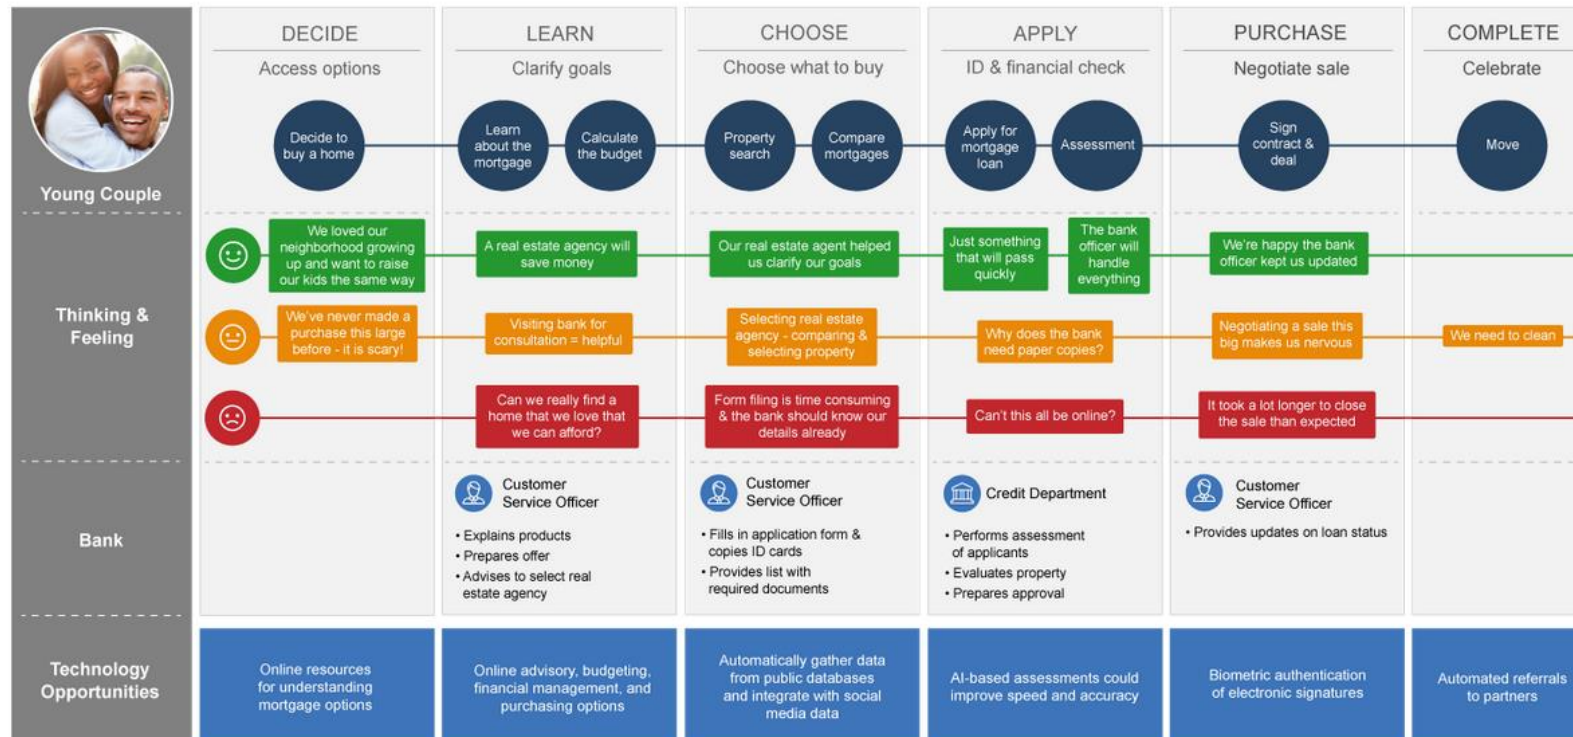 DECIDE
Access options
LEARN
Clarify goals
CHOOSE
Choose what to buy
APPLY
ID & financial check
PURCHASE
Negotiate sale
COMPLETE
Celebrate
Young Couple
Decide to
buy a home
Learn
about the
mortgage
Calculate
the budget
Property
search
Compare
mortgages
Apply for
mortgage
loan
Assessment
Sign
contract &
deal
Move
Thinking &
Feeling
We loved our
neighborhood growing
up and want to raise
our kids the same way
A real estate agency will
save money
Our real estate agent helped
us clarify our goals
Just something
that will pass
quickly
The bank
officer will
handle
everything
We're happy the bank
officer kept us updated
We've never made a
purchase this large
before - it is scary!
Visiting bank for
consultation = helpful
Selecting real estate
agency - comparing &
selecting property
Why does the bank
need paper copies?
Negotiating a sale this
big makes us nervous
We need to clean
Can we really find a
home that we love that
we can afford?
Form filing is time consuming
& the bank should know our
details already
Can't this all be online?
It took a lot longer to close
the sale than expected
Bank
Customer
Service Officer
• Explains products
• Prepares offer
• Advises to select real
estate agency
Customer
Service Officer
• Fills in application form &
copies ID cards
• Provides list with
required documents
Credit Department
• Performs assessment
of applicants
• Evaluates property
• Prepares approval
Customer
Service Officer
• Provides updates on loan status
Technology
Opportunities
Online resources
for understanding
mortgage options
Online advisory, budgeting,
financial management, and
purchasing options
Automatically gather data
from public databases
and integrate with social
media data
AI-based assessments could
improve speed and accuracy
Biometric authentication
of electronic signatures
Automated referrals
to partners